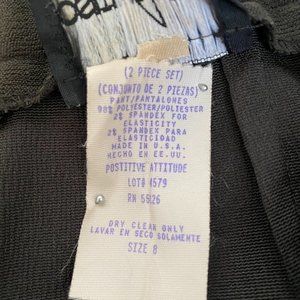 (2 PIECE SET)
(CONJUNTO DE 2 PIEZAS)
PANT/PANTALONES
98% POLYESTER/POLIESTER
2% SPANDEX FOR
ELASTICITY
2% SPANDEX PARA
ELASTICIDAD
MADE IN U.S.A.
HECHO EN EE.UU.
POSTITIVE ATTITUDE
LOT# 4579
RN 55526
DRY CLEAN ONLY
LAVAR EN SECO SOLAMENTE
SIZE 8